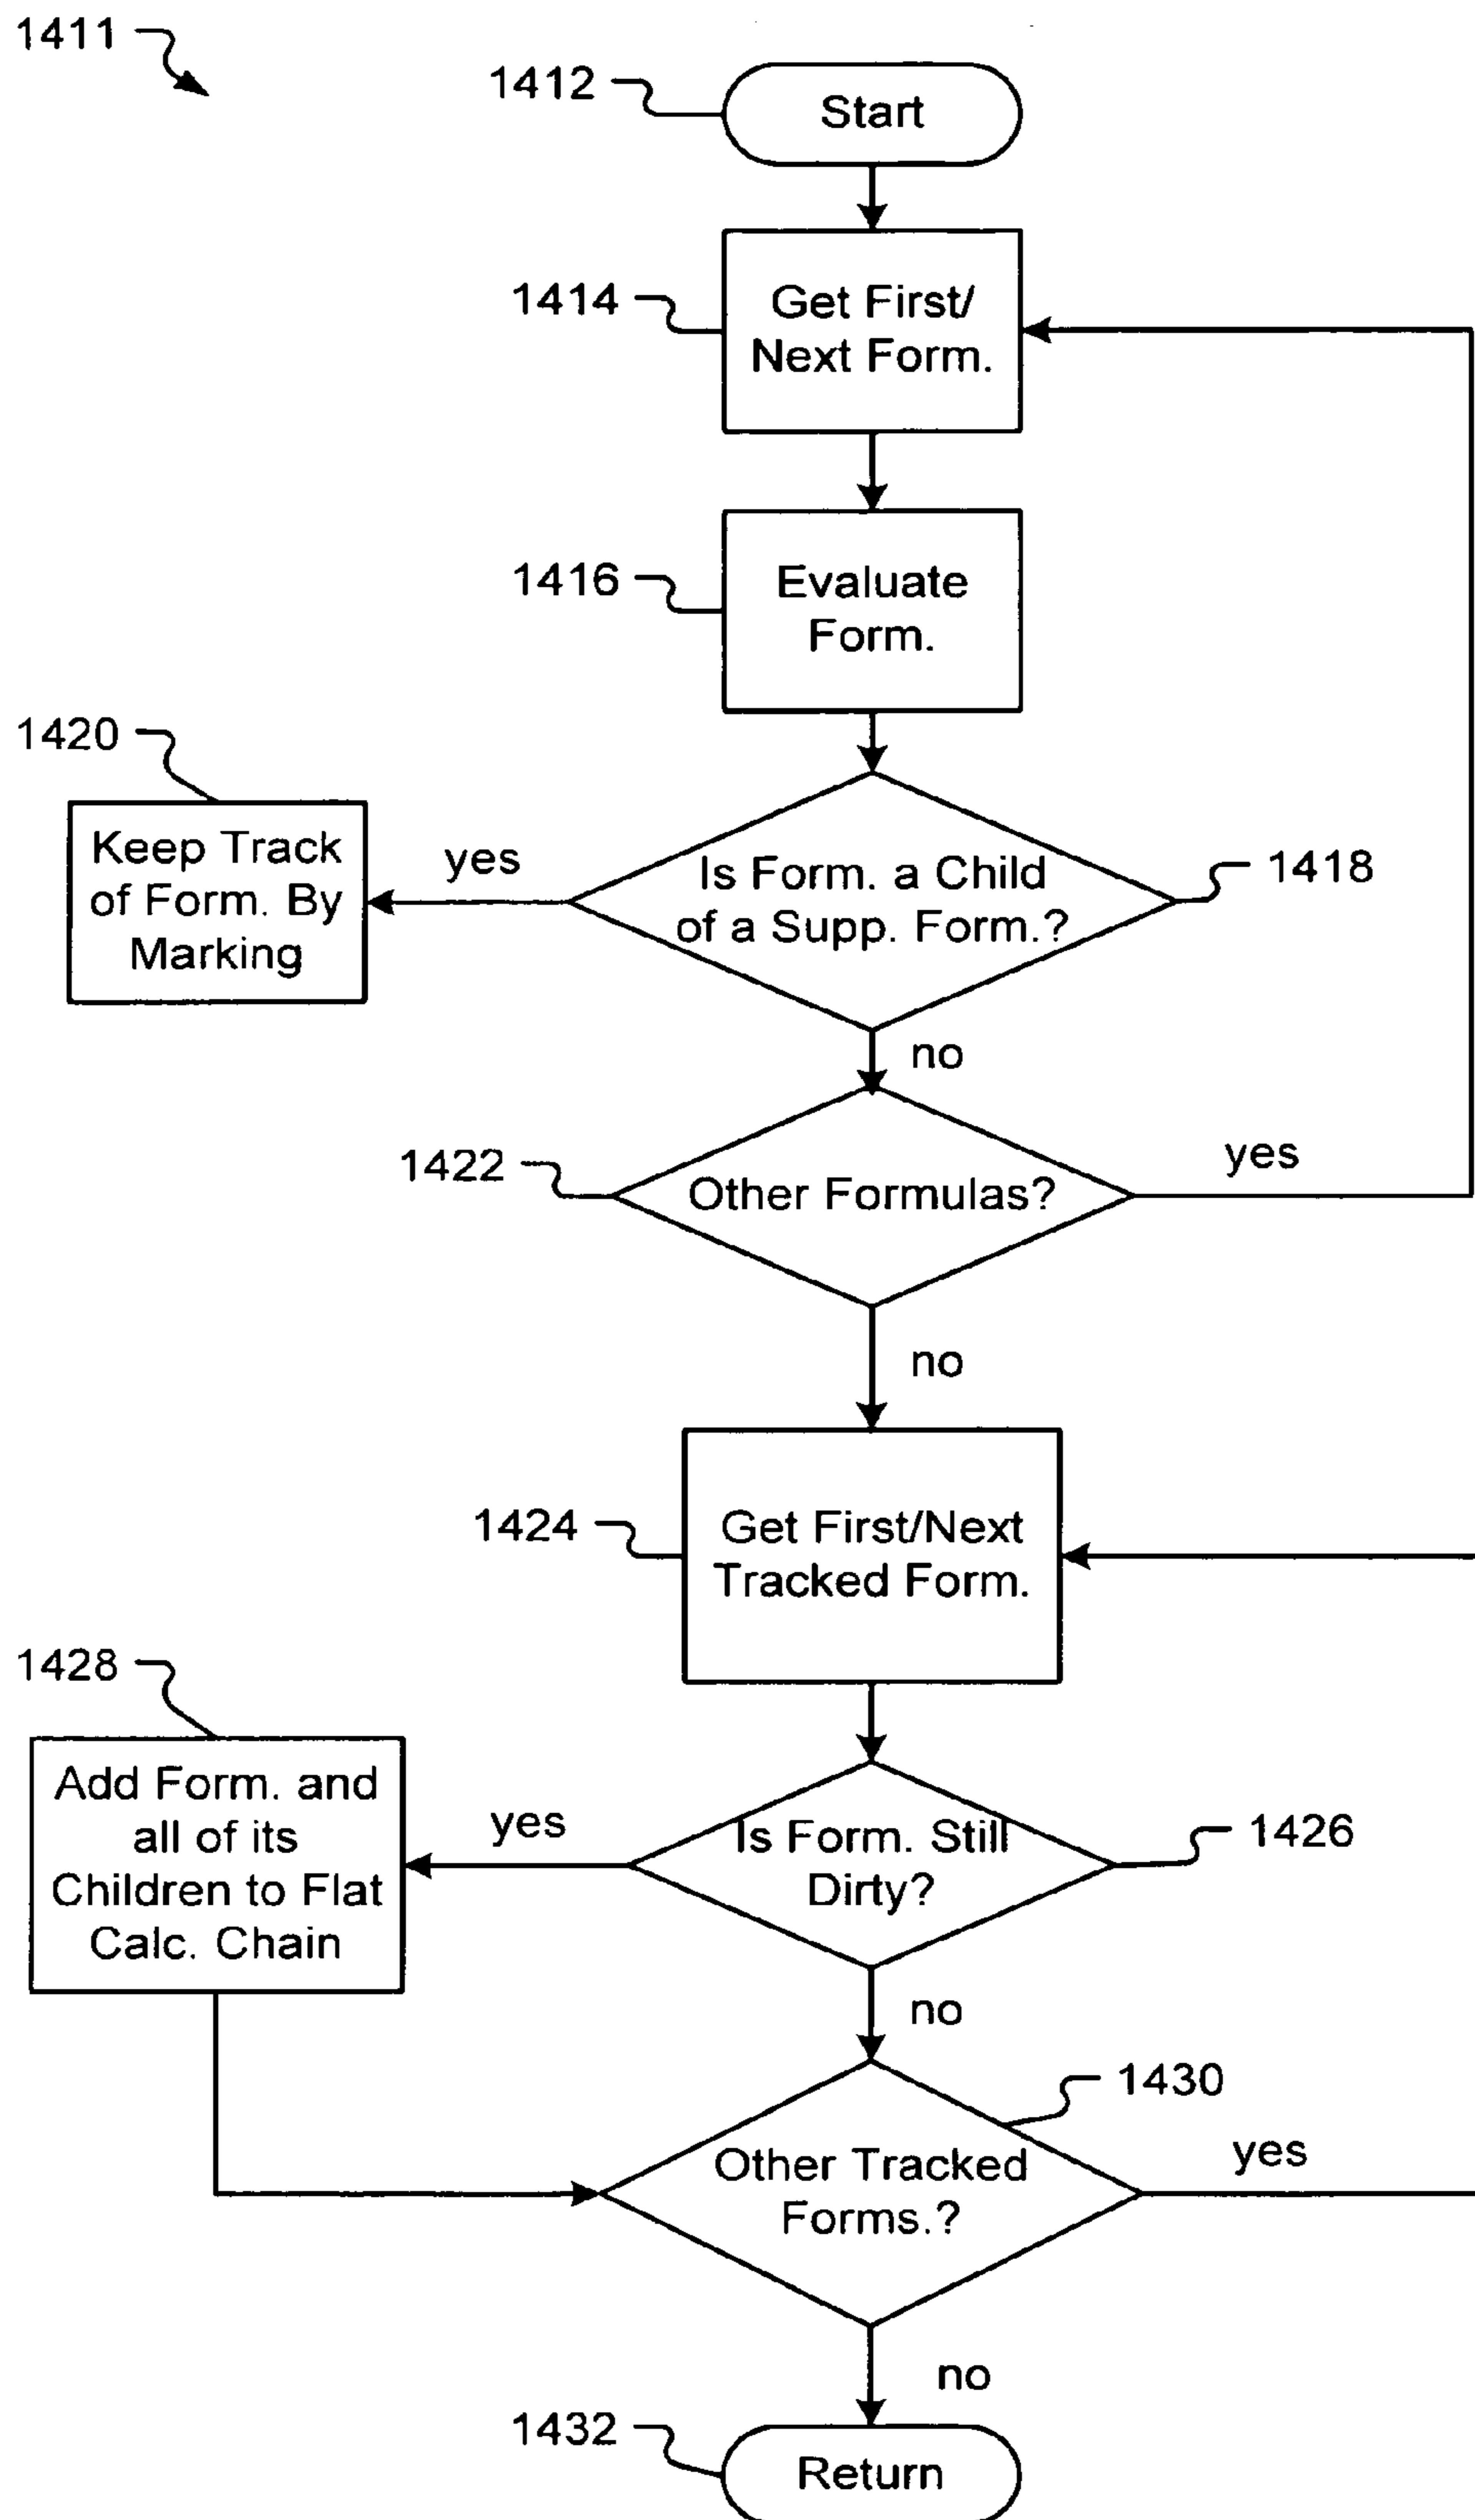 1411
1412
Start
1414
Get First/
Next Form.
1416
Evaluate
Form.
1420
Keep Track
of Form. By
Marking
yes
Is Form. a Child
of a Supp. Form.?
1418
no
1422
Other Formulas?
yes
no
1424
Get First/Next
Tracked Form.
1428
Add Form. and
all of its
Children to Flat
Calc. Chain
yes
Is Form. Still
Dirty?
1426
no
1430
Other Tracked
Forms.?
yes
no
1432
Return